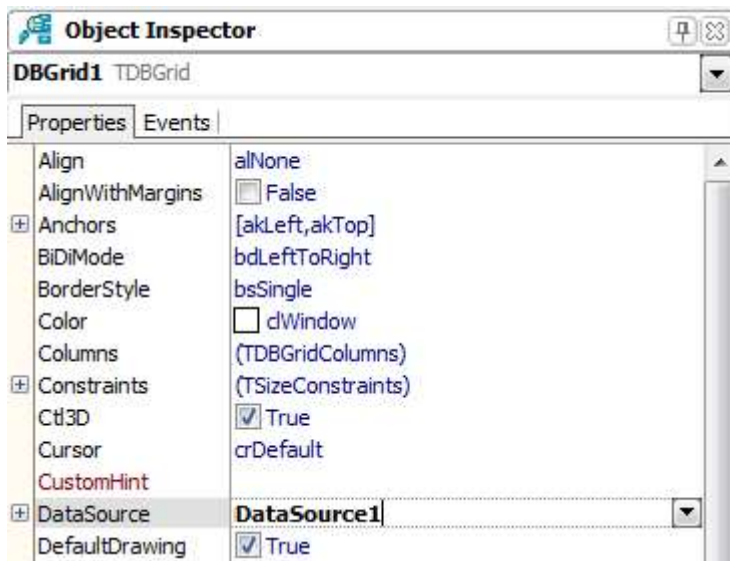 Object Inspector
DBGrid1 TDBGrid
Properties Events
Align alNone
AlignWithMargins False
Anchors [akLeft,akTop]
BiDiMode bdLeftToRight
BorderStyle bsSingle
Color clWindow
Columns (TDBGridColumns)
Constraints (TSizeConstraints)
Ctl3D True
Cursor crDefault
CustomHint
DataSource DataSource1
DefaultDrawing True